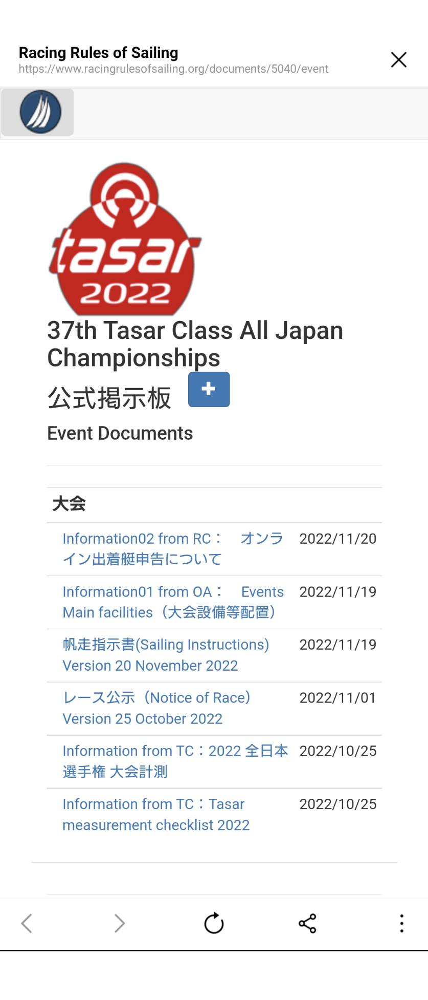 Racing Rules of Sailing
https://www.racingrulesofsailing.org/documents/5040/event
tasar
2022
37th Tasar Class All Japan
Championships
公式掲示板
Event Documents
大会
Information02 from RC：　オンラ 2022/11/20
イン出着艇申告について
Information01 from OA：　Events 2022/11/19
Main facilities（大会設備等配置）
帆走指示書(Sailing Instructions) 2022/11/19
Version 20 November 2022
レース公示（Notice of Race） 2022/11/01
Version 25 October 2022
Information from TC：2022 全日本 2022/10/25
選手権 大会計測
Information from TC：Tasar 2022/10/25
measurement checklist 2022